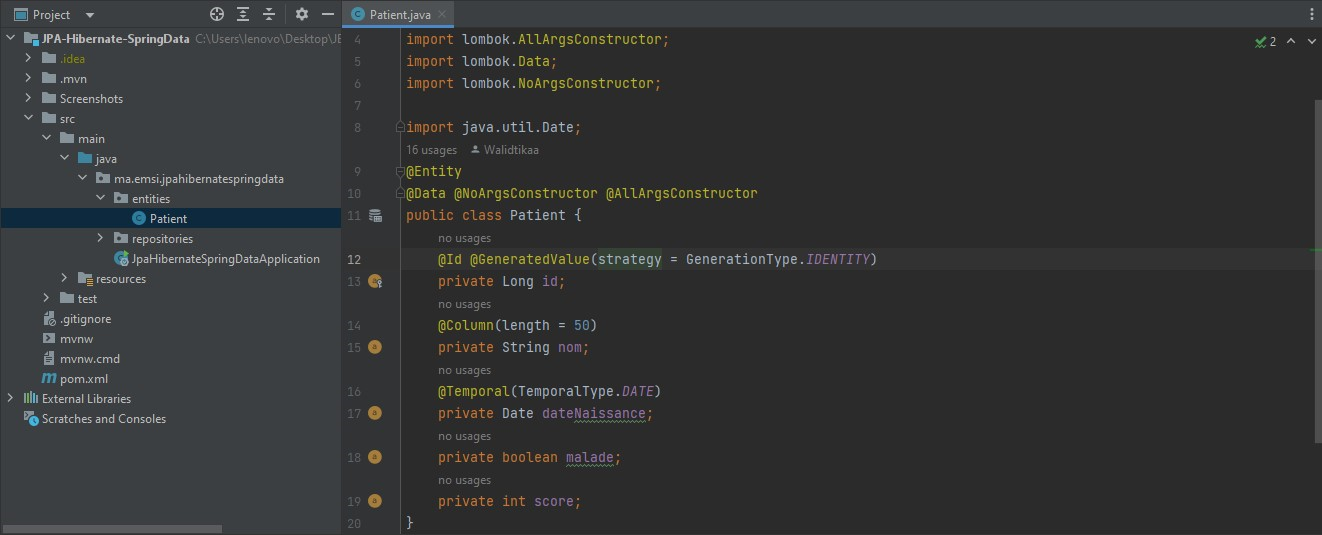 Project
JPA-Hibernate-SpringData C:\Users\lenovo\Desktop\JE
.idea
.mvn
Screenshots
src
main
java
ma.emsi.jpahibernatespringdata
entities
Patient
repositories
JpaHibernateSpringDataApplication
resources
test
.gitignore
mvnw
mvnw.cmd
pom.xml
External Libraries
Scratches and Consoles
Patient.java
2
4 import lombok.AllArgsConstructor;
5 import lombok.Data;
6 import lombok.NoArgsConstructor;
7
8 import java.util.Date;
16 usages Walidtikaa
9 @Entity
10 @Data @NoArgsConstructor @AllArgsConstructor
11 public class Patient {
no usages
12 @Id @GeneratedValue(strategy = GenerationType.IDENTITY)
13 private Long id;
no usages
14 @Column(length = 50)
15 private String nom;
no usages
16 @Temporal(TemporalType.DATE)
17 private Date dateNaissance;
no usages
18 private boolean malade;
no usages
19 private int score;
20 }